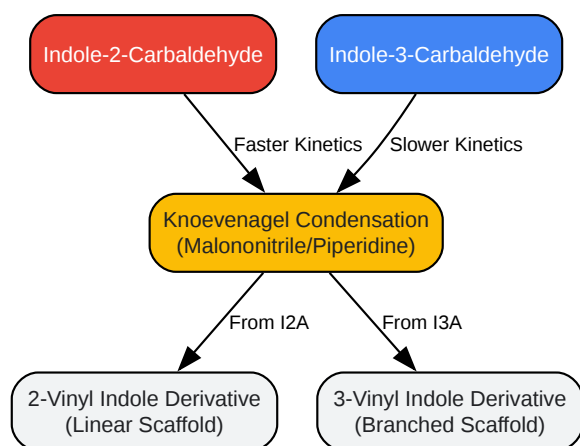 Indole-2-Carbaldehyde
Indole-3-Carbaldehyde
Faster Kinetics
Slower Kinetics
Knoevenagel Condensation
(Malononitrile/Piperidine)
From I2A
From I3A
2-Vinyl Indole Derivative
(Linear Scaffold)
3-Vinyl Indole Derivative
(Branched Scaffold)